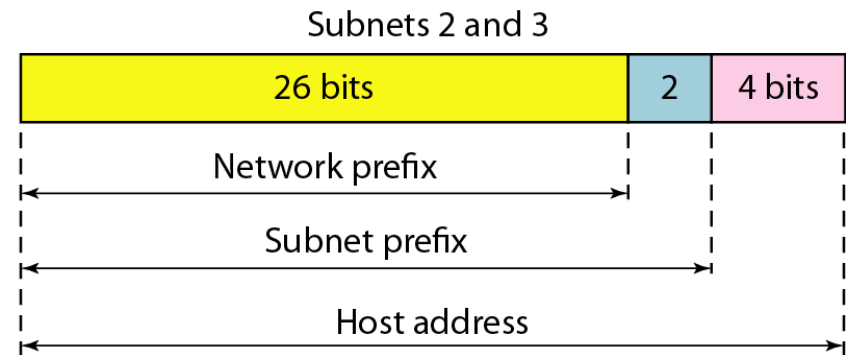 Subnets 2 and 3
26 bits 2 4 bits
Network prefix
Subnet prefix
Host address